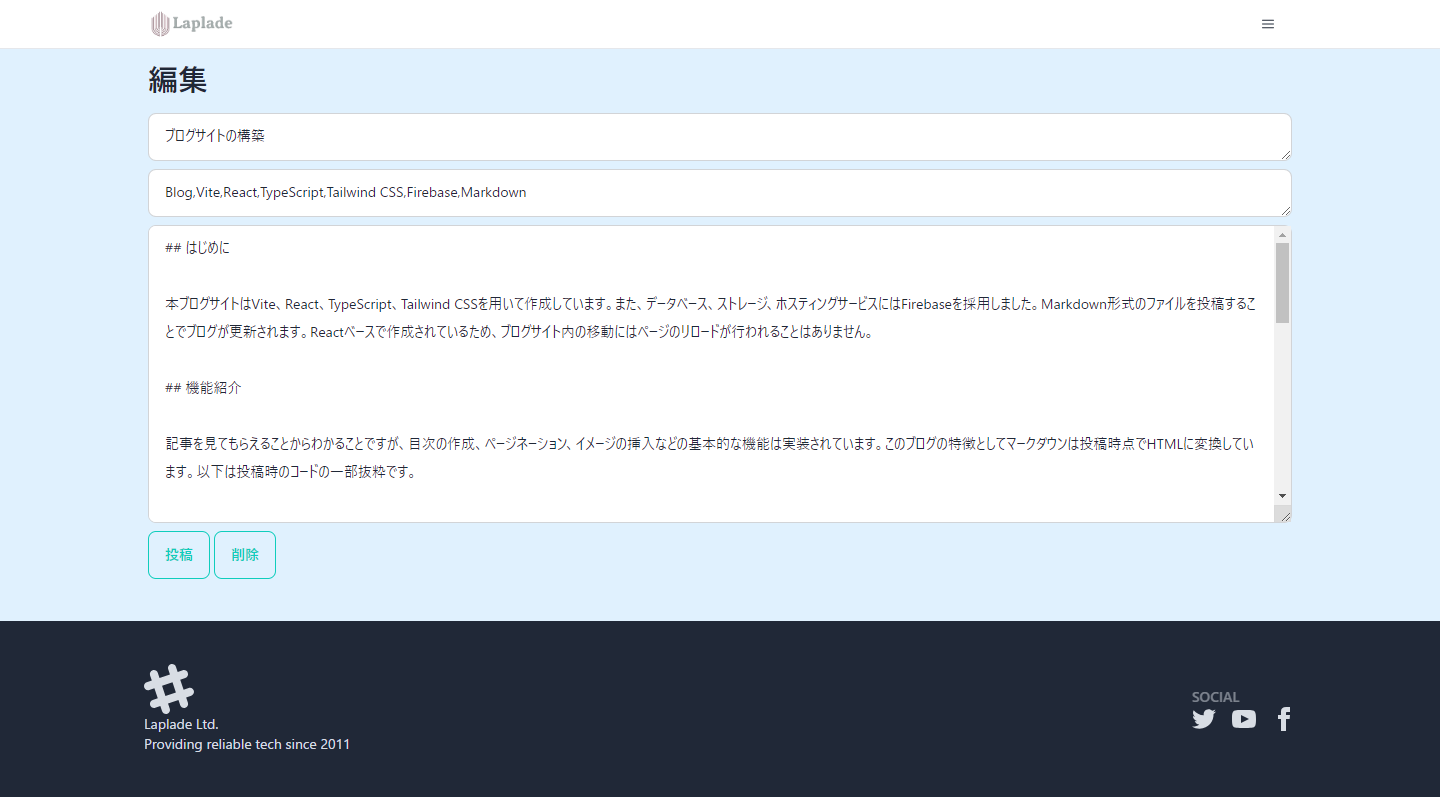 Laplade
編集
ブログサイトの構築
Blog,Vite,React,TypeScript,Tailwind CSS,Firebase,Markdown
## はじめに
本ブログサイトはVite、React、TypeScript、Tailwind CSSを用いて作成しています。また、データベース、ストレージ、ホスティングサービスにはFirebaseを採用しました。Markdown形式のファイルを投稿するこ
とでブログが更新されます。Reactベースで作成されているため、ブログサイト内の移動にはページのリロードが行われることはありません。
## 機能紹介
記事を見てもらえることからわかることですが、目次の作成、ページネーション、イメージの挿入などの基本的な機能は実装されています。このブログの特徴としてマークダウンは投稿時点でHTMLに変換してい
ます。以下は投稿時のコードの一部抜粋です。
投稿
削除
Laplade Ltd.
Providing reliable tech since 2011
SOCIAL